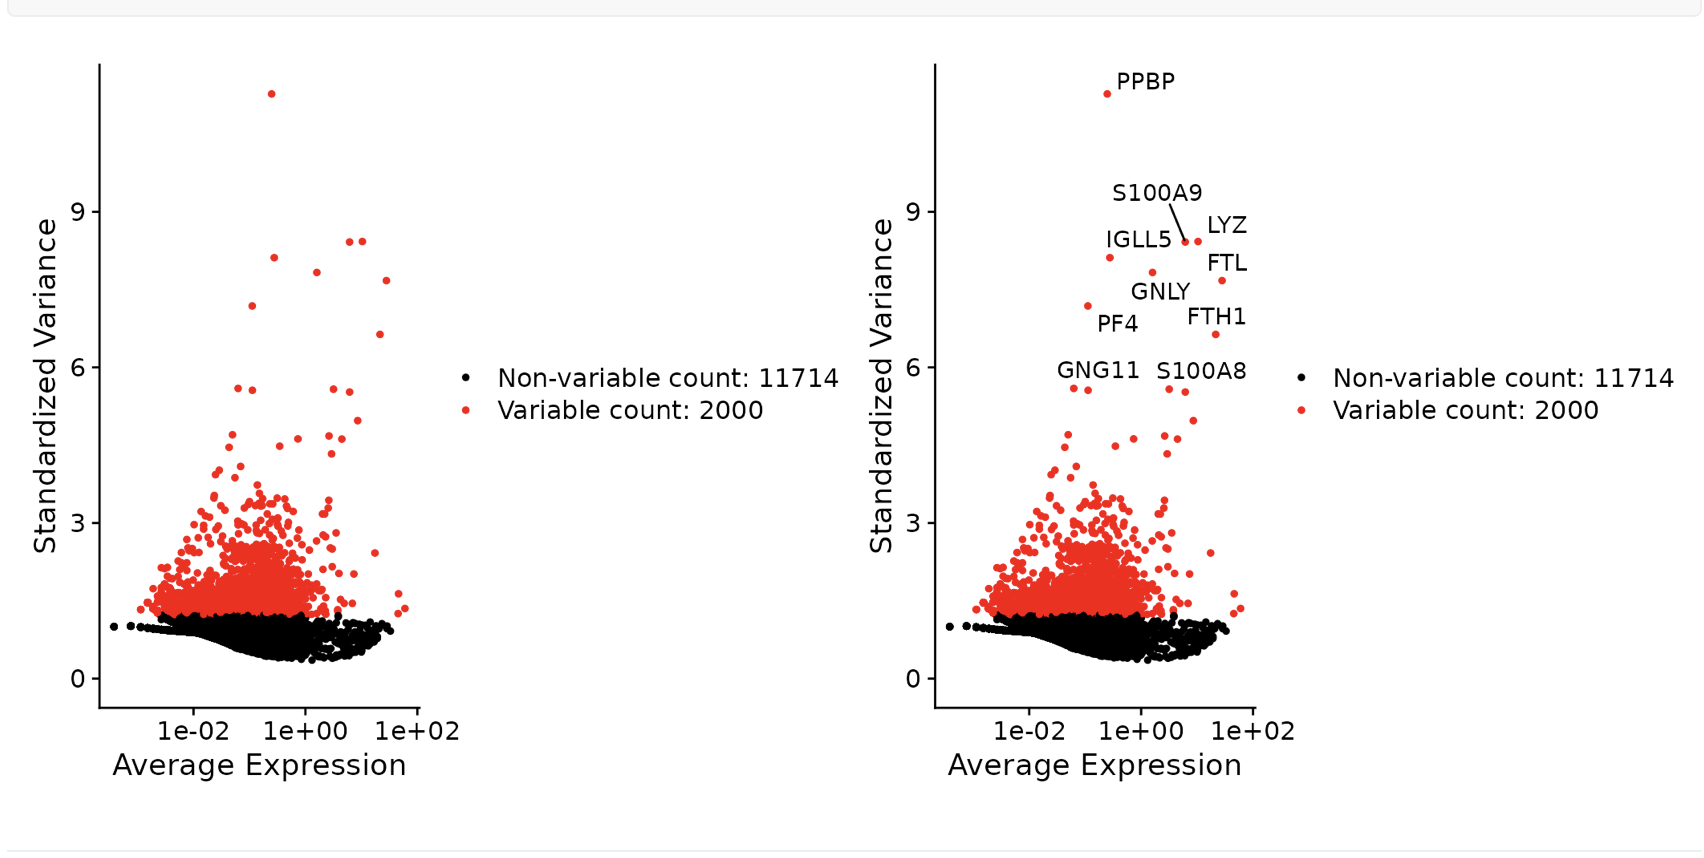 Standardized Variance
9
6
3
0
1e-02 1e+00 1e+02
Average Expression
Non-variable count: 11714
Variable count: 2000
Standardized Variance
9
6
3
0
PPBP
S100A9
LYZ
IGLL5
FTL
GNLY
FTH1
PF4
GNG11
S100A8
1e-02 1e+00 1e+02
Average Expression
Non-variable count: 11714
Variable count: 2000